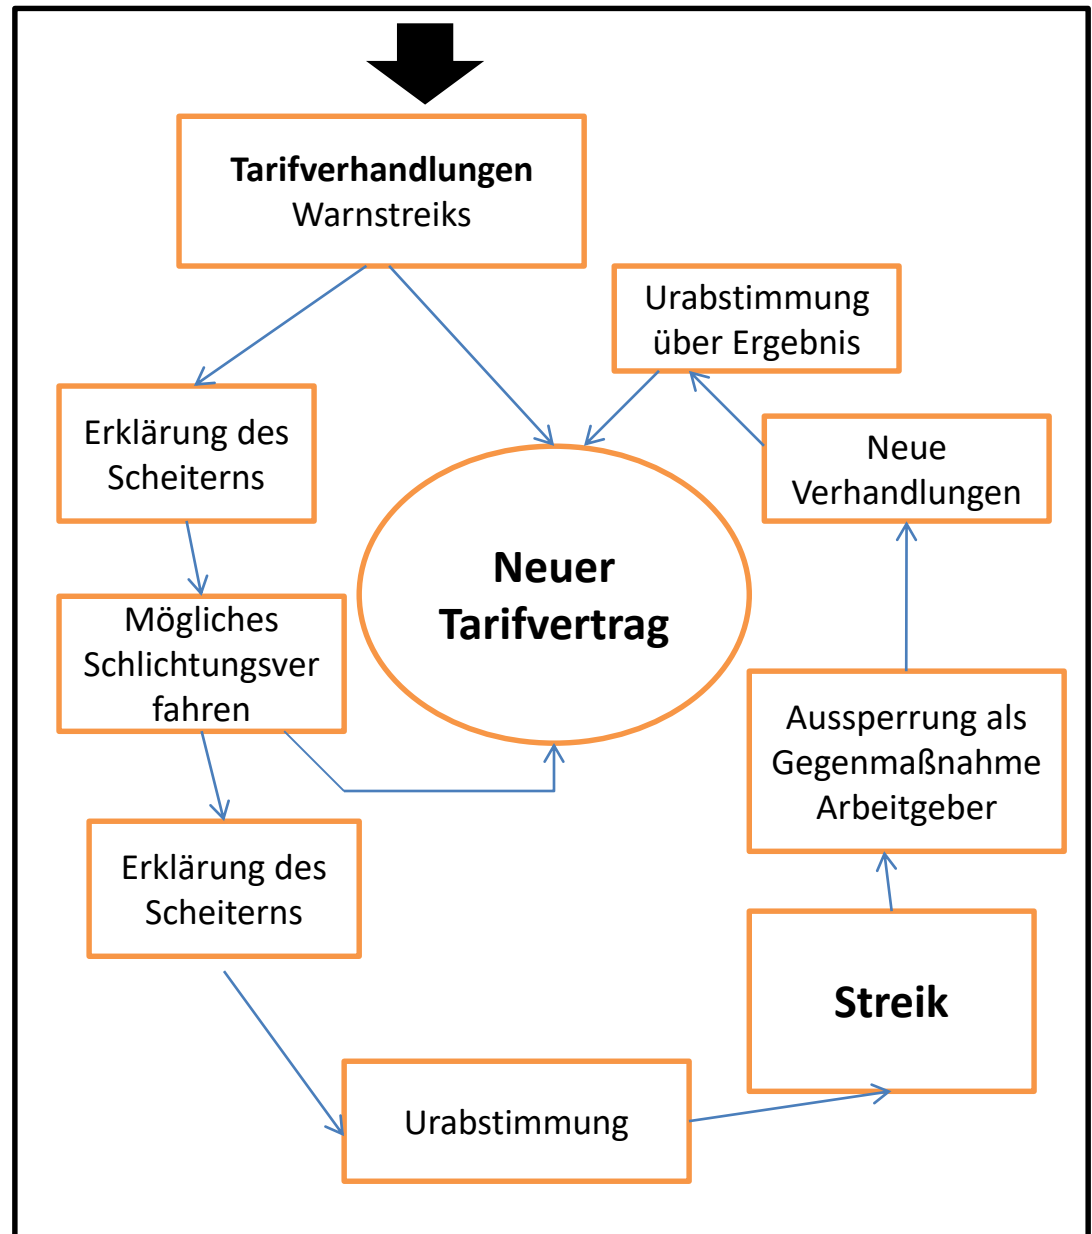 Tarifverhandlungen
Warnstreiks
Erklärung des
Scheiterns
Mögliches
Schlichtungsver
fahren
Erklärung des
Scheiterns
Urabstimmung
Streik
Aussperrung als
Gegenmaßnahme
Arbeitgeber
Neue
Verhandlungen
Urabstimmung
über Ergebnis
Neuer
Tarifvertrag